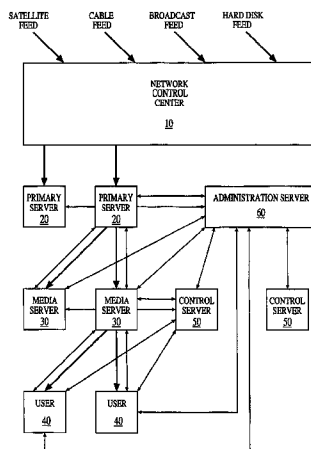 SATELLITE
FEED
CABLE
FEED
BROADCAST
FEED
HARD DISK
FEED
NETWORK
CONTROL
CENTER
10
PRIMARY
SERVER
20
PRIMARY
SERVER
20
ADMINISTRATION SERVER
60
MEDIA
SERVER
30
MEDIA
SERVER
30
CONTROL
SERVER
50
CONTROL
SERVER
50
USER
40
USER
40